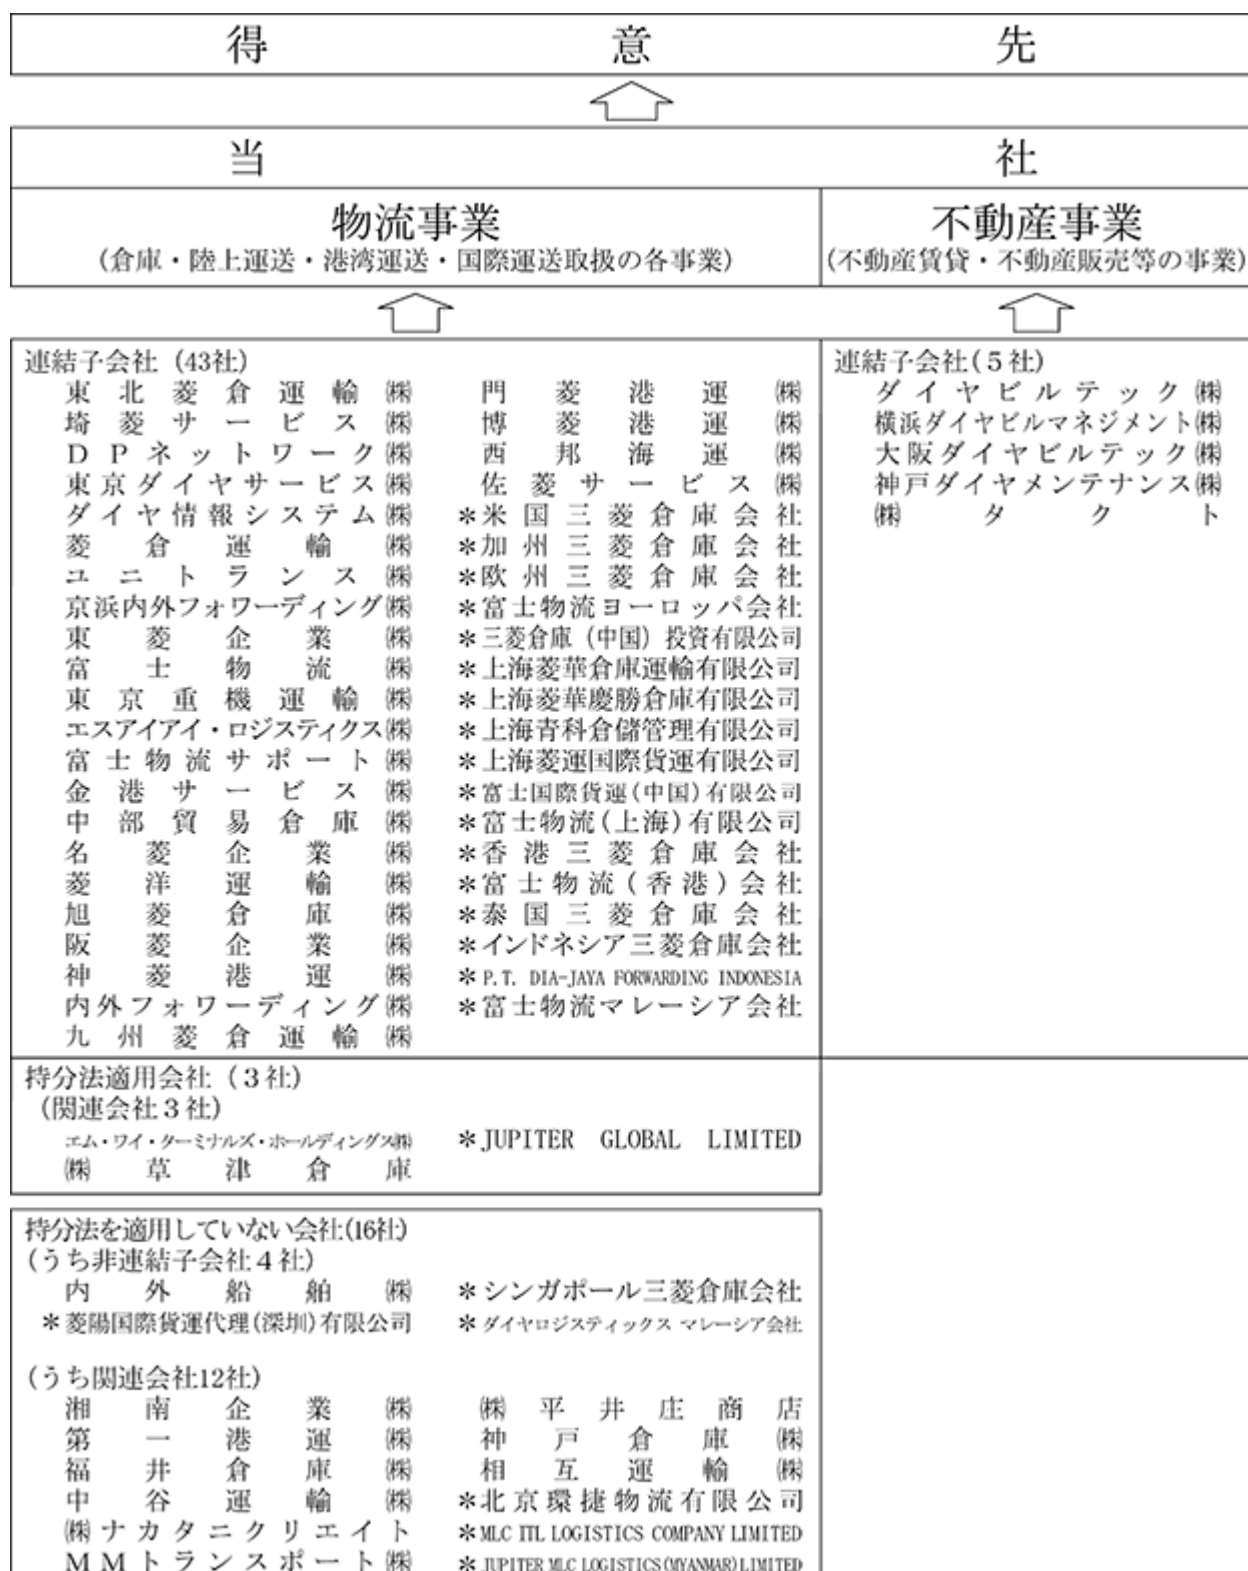 得意先
当社
物流事業
(倉庫・陸上運送・港湾運送・国際運送取扱の各事業)
不動産事業
(不動産賃貸・不動産販売等の事業)
連結子会社 (43社)
東北菱倉運輸㈱
埼菱サービス㈱
DPネットワーク㈱
東京ダイヤサービス㈱
ダイヤ情報システム㈱
菱倉運輸㈱
ユニトランス㈱
京浜内外フォワーディング㈱
東菱企業㈱
富士物流㈱
東京重機運輸㈱
エスアイアイ・ロジスティクス㈱
富士物流サポート㈱
金港サービス㈱
中部貿易倉庫㈱
名菱企業㈱
菱洋運輸㈱
旭菱倉庫㈱
阪菱企業㈱
神菱港運㈱
内外フォワーディング㈱
九州菱倉運輸㈱
門菱港運㈱
博菱港運㈱
西邦海運㈱
佐菱サービス㈱
*米国三菱倉庫会社
*加州三菱倉庫会社
*欧州三菱倉庫会社
*富士物流ヨーロッパ会社
*三菱倉庫(中国)投資有限公司
*上海菱華倉庫運輸有限公司
*上海菱華慶勝倉庫有限公司
*上海青科倉儲管理有限公司
*上海菱運国際貨運有限公司
*富士国際貨運(中国)有限公司
*富士物流(上海)有限公司
*香港三菱倉庫会社
*富士物流(香港)会社
*泰国三菱倉庫会社
*インドネシア三菱倉庫会社
*P.T. DIA-JAYA FORWARDING INDONESIA
*富士物流マレーシア会社
連結子会社(5社)
ダイヤビルテック㈱
横浜ダイヤビルマネジメント㈱
大阪ダイヤビルテック㈱
神戸ダイヤメンテナンス㈱
㈱タクト
持分法適用会社(3社)
(関連会社3社)
エム・ワイ・ターミナルズ・ホールディングス㈱
㈱草津倉庫
*JUPITER GLOBAL LIMITED
持分法を適用していない会社(16社)
(うち非連結子会社4社)
内外船舶㈱
*菱陽国際貨運代理(深圳)有限公司
*シンガポール三菱倉庫会社
*ダイヤロジスティックス マレーシア会社
(うち関連会社12社)
湘南企業㈱
第一港運㈱
福井倉庫㈱
中谷運輸㈱
㈱ナカタニクリエイト
MMトランスポート㈱
㈱平井庄商店
神戸倉庫㈱
相互運輸㈱
*北京環捷物流有限公司
*MLC ITL LOGISTICS COMPANY LIMITED
*JUPITER MLC LOGISTICS(MYANMAR)LIMITED